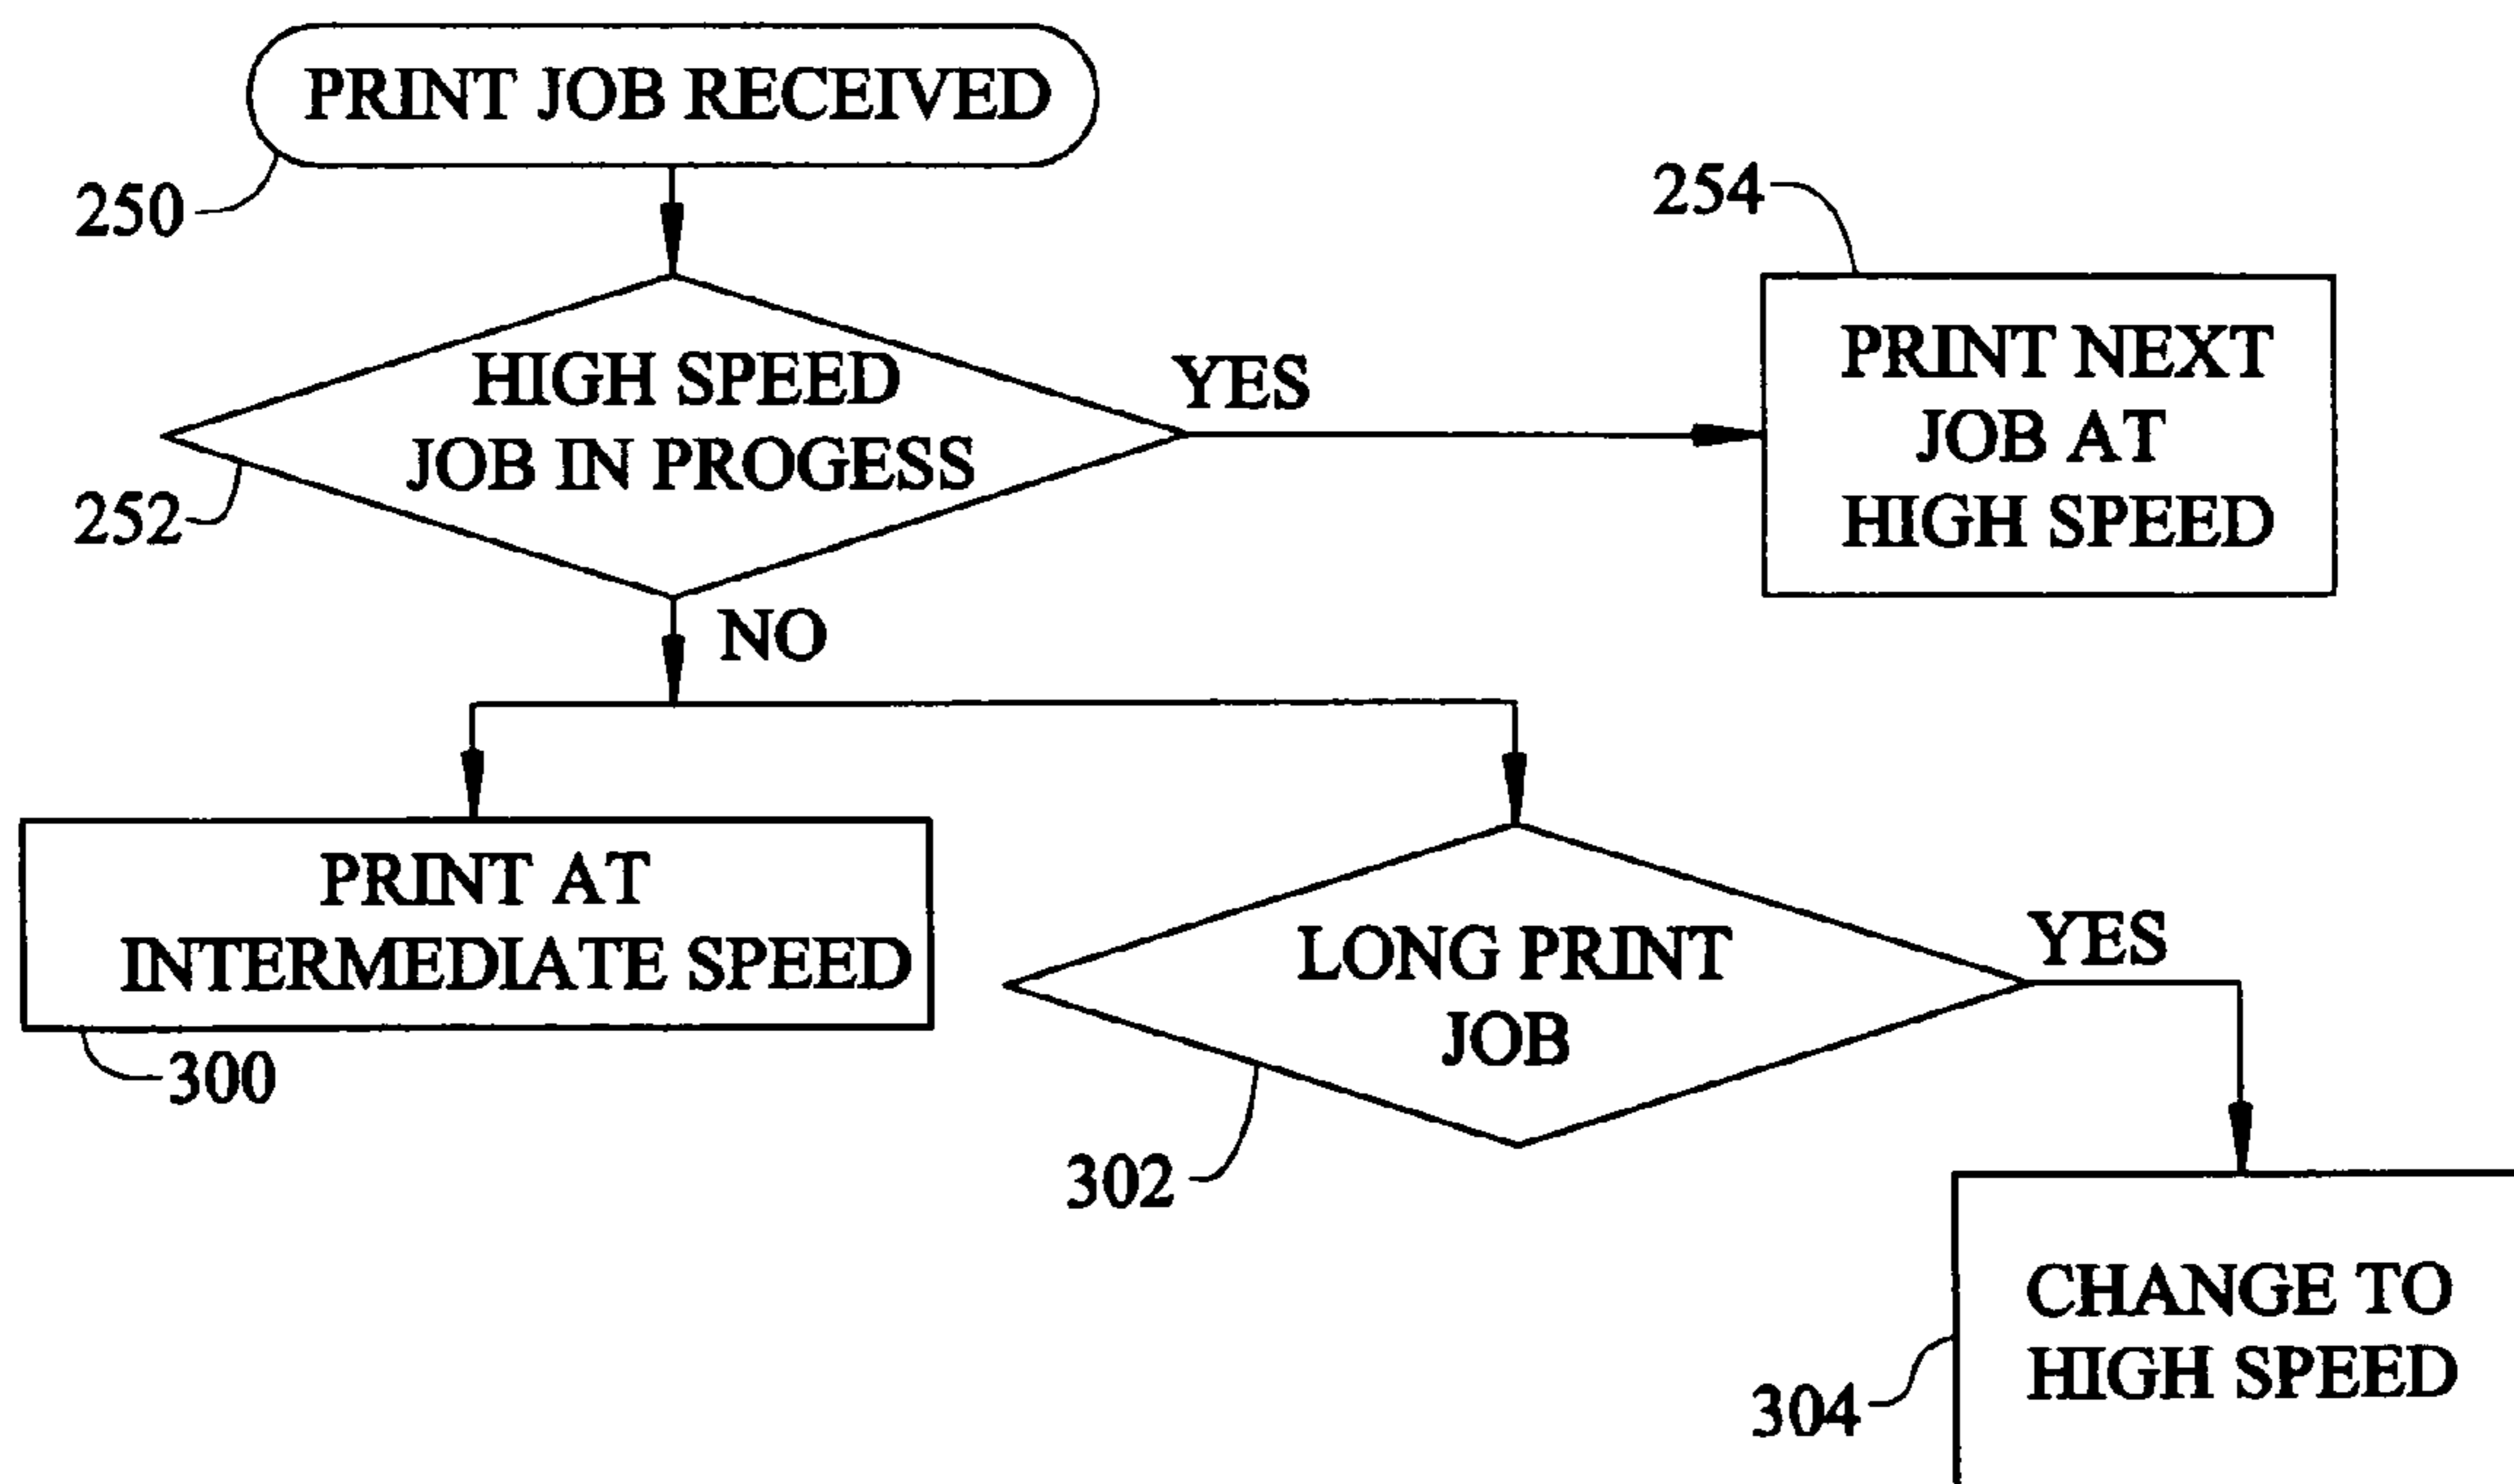 PRINT JOB RECEIVED
250
254
HIGH SPEED
JOB IN PROGESS
YES
PRINT NEXT
JOB AT
HIGH SPEED
252
NO
PRINT AT
INTERMEDIATE SPEED
300
LONG PRINT
JOB
YES
302
CHANGE TO
HIGH SPEED
304